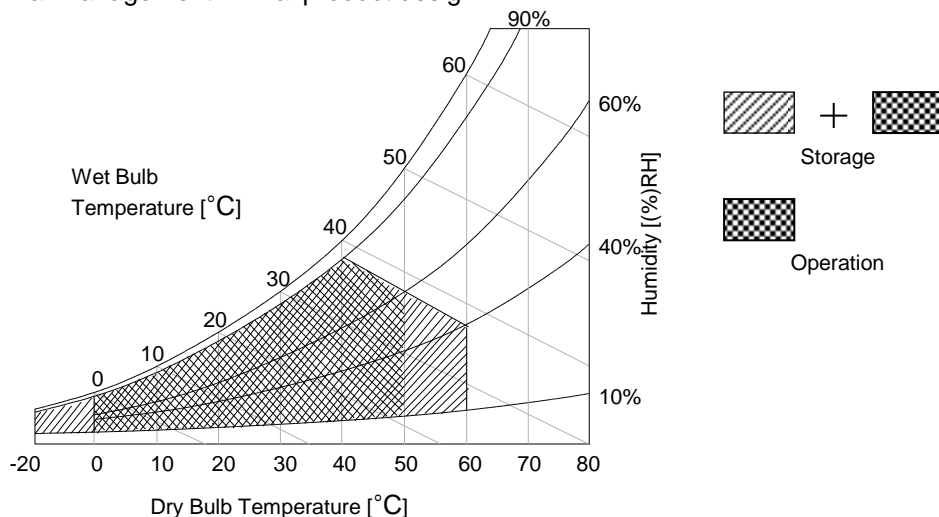 90%
60
60%
50
Wet Bulb
Temperature [°C]
40
40%
30
20
10
0
10%
Humidity [(%)RH]
-20 0 10 20 30 40 50 60 70 80
Dry Bulb Temperature [°C]
+
Storage
Operation